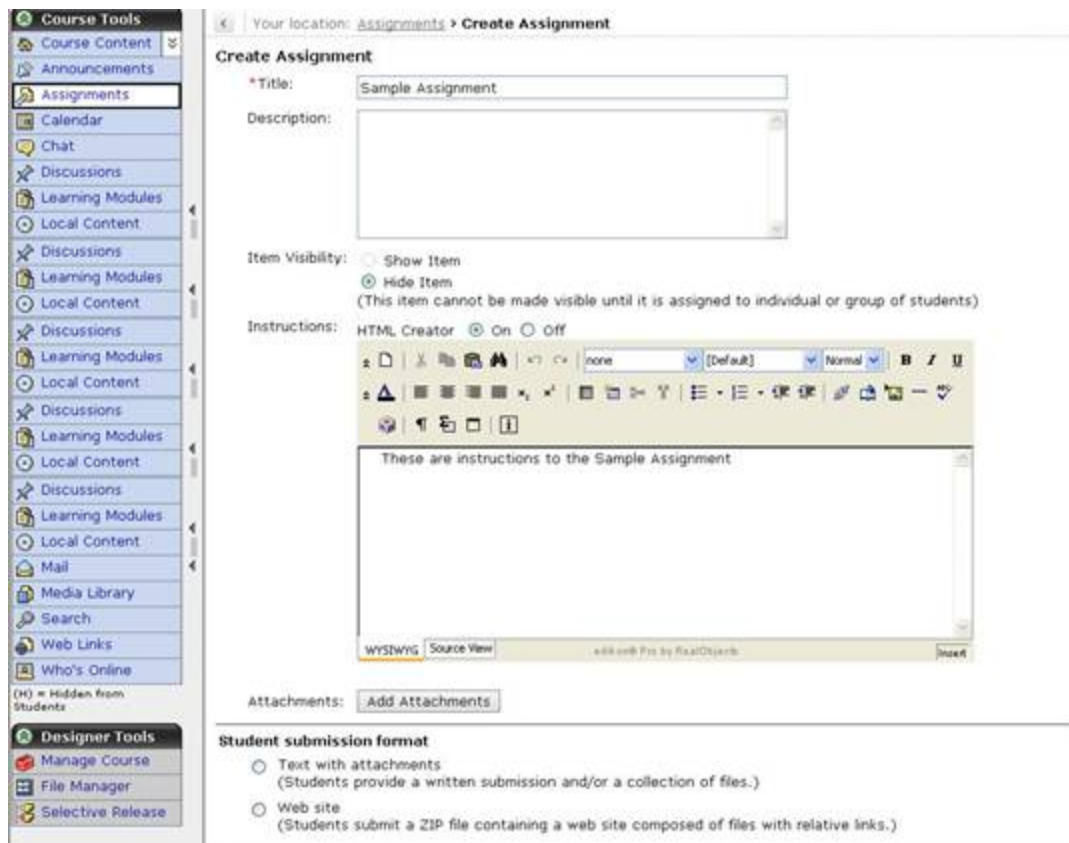 Course Tools
Course Content
Announcements
Assignments
Calendar
Chat
Discussions
Learning Modules
Local Content
Discussions
Learning Modules
Local Content
Discussions
Learning Modules
Local Content
Discussions
Learning Modules
Local Content
Discussions
Learning Modules
Local Content
Mail
Media Library
Search
Web Links
Who's Online
(H) = Hidden from
Students
Designer Tools
Manage Course
File Manager
Selective Release
Your location: Assignments › Create Assignment
Create Assignment
*Title: Sample Assignment
Description:
Item Visibility: Show Item
Hide Item
(This item cannot be made visible until it is assigned to individual or group of students)
Instructions: HTML Creator On Off
none [Default] Normal B I U
These are instructions to the Sample Assignment
WYSIWYG Source View edit-on® Pro by RealObjects Insert
Attachments: Add Attachments
Student submission format
Text with attachments
(Students provide a written submission and/or a collection of files.)
Web site
(Students submit a ZIP file containing a web site composed of files with relative links.)